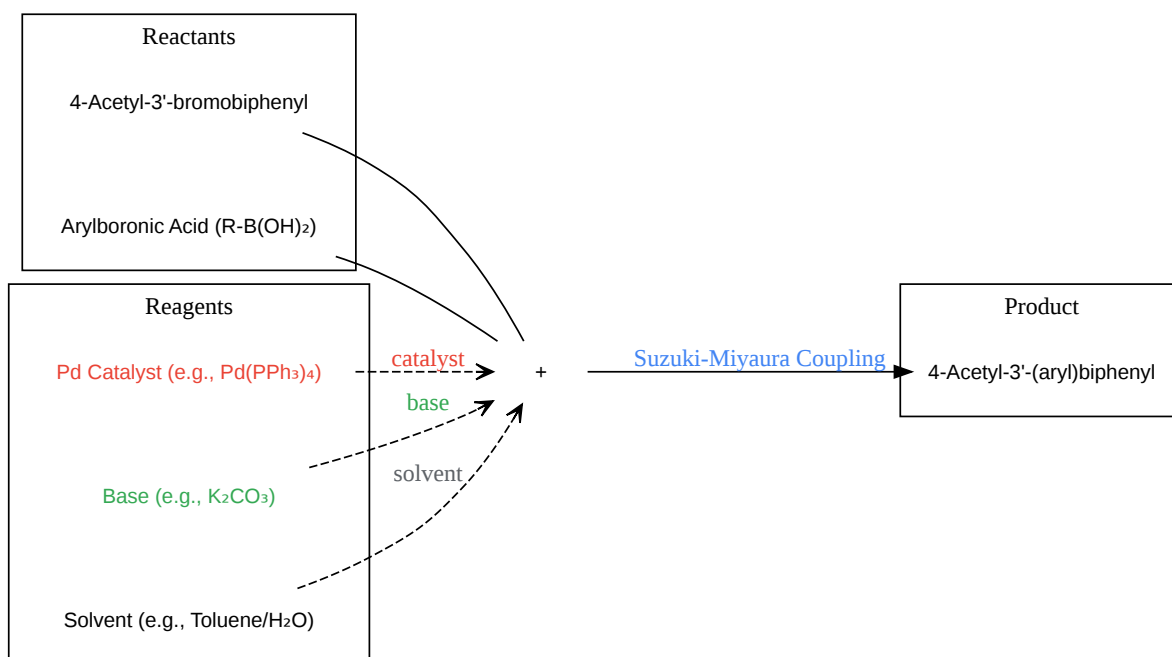 Reactants
4-Acetyl-3'-bromobiphenyl
Arylboronic Acid (R-B(OH)₂)
Reagents
Pd Catalyst (e.g., Pd(PPh₃)₄)
Base (e.g., K₂CO₃)
Solvent (e.g., Toluene/H₂O)
catalyst
base
solvent
+
Suzuki-Miyaura Coupling
Product
4-Acetyl-3'-(aryl)biphenyl